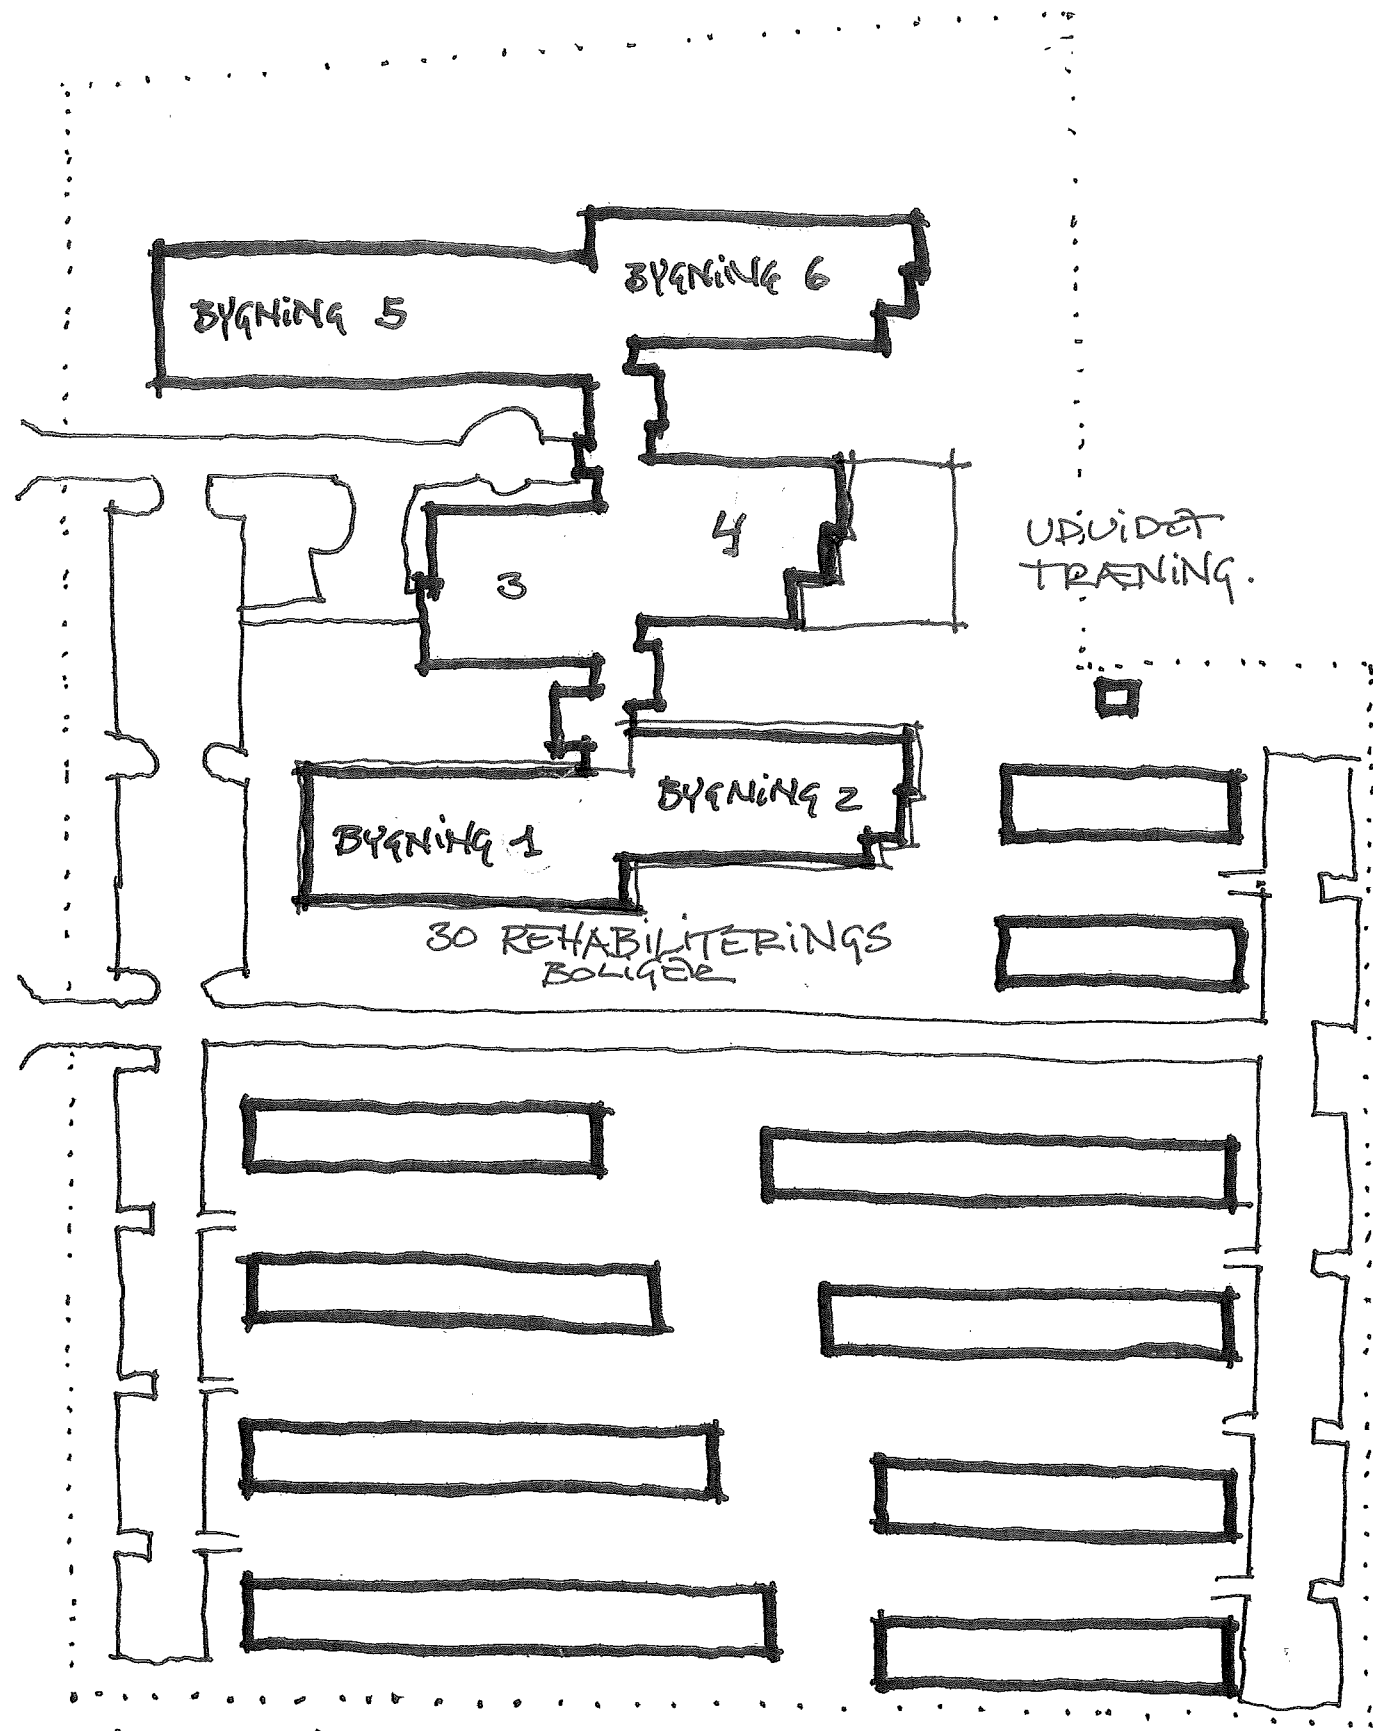 BYGNING 6
BYGNING 5
4
UDVIDET
TRÆNING.
3
BYGNING 2
BYGNING 1
30 REHABILITERINGS
BOLIGER